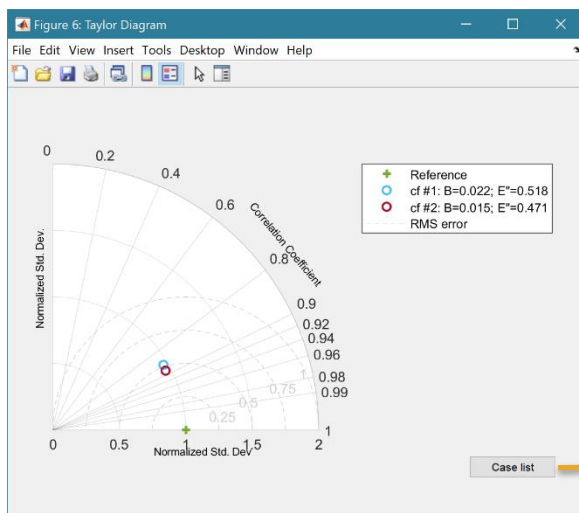 Figure 6: Taylor Diagram
File Edit View Insert Tools Desktop Window Help
0
0.2
0.4
0.6
0.8
0.9
0.92
0.94
0.96
0.98
0.99
1
Correlation Coefficient
Normalized Std. Dev.
1
0.75
0.5
0.25
0 0.5 1 1.5 2
Normalized Std. Dev
Reference
cf #1: B=0.022; E"=0.518
cf #2: B=0.015; E"=0.471
RMS error
Case list